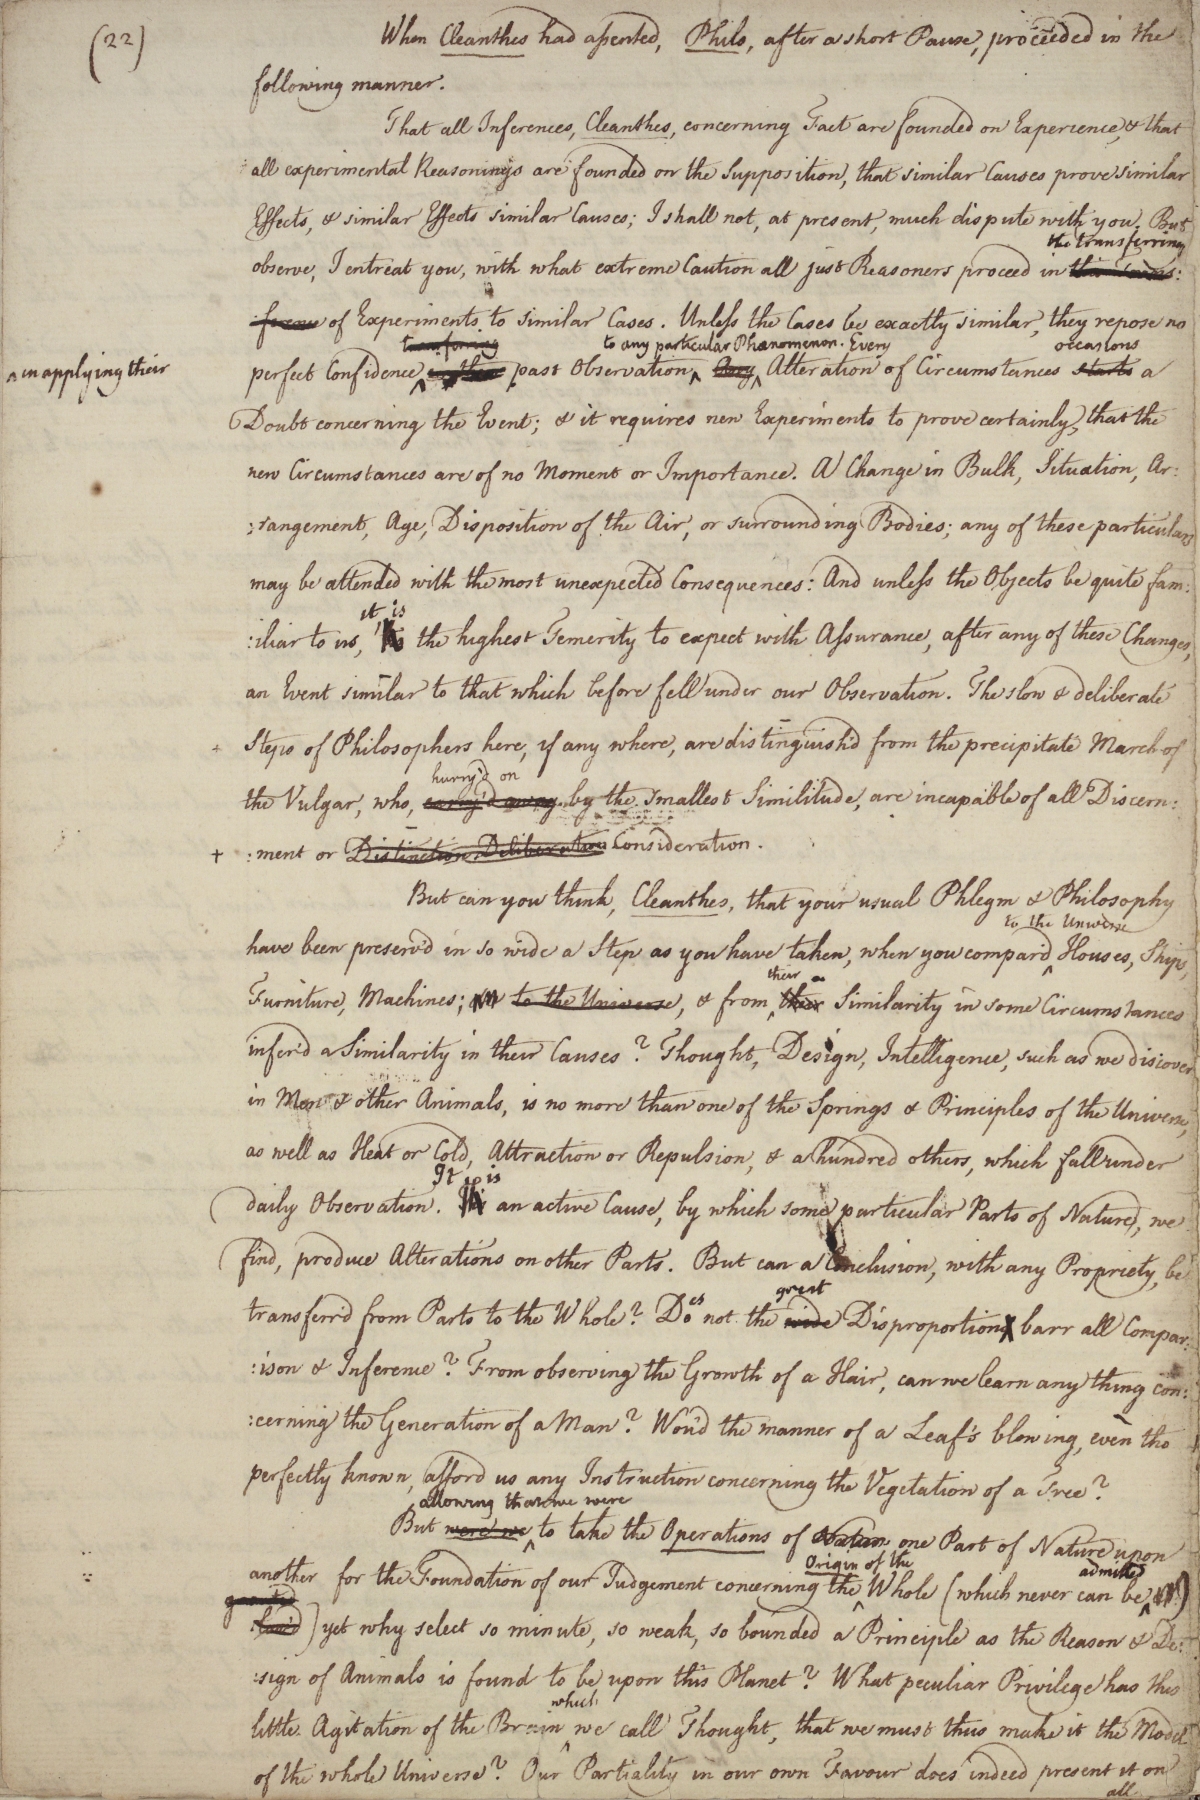 (22)
When Cleanthes had assented, Philo, after a short Pause, proceeded in the
following manner.
That all Inferences, Cleanthes, concerning Fact are founded on Experience, & that
all experimental Reasonings are founded on the Supposition, that similar Causes prove similar
Effects, & similar Effects similar Causes; I shall not, at present, much dispute with you. But
the transferring
observe, I entreat you, with what extreme Caution all just Reasoners proceed in
of Experiments to similar Cases. Unless the Cases be exactly similar, they repose no
transferring to any particular Phænomenon. Every occasions
^ in applying their
perfect Confidence ^ past Observation ^ Any ^ Alteration of Circumstances starts a
Doubt concerning the Event; & it requires new Experiments to prove certainly, that the
new Circumstances are of no Moment or Importance. A Change in Bulk, Situation, Ar:
:rangement, Age, Disposition of the Air, or surrounding Bodies; any of these particulars
may be attended with the most unexpected Consequences: And unless the Objects be quite fam:
it is
:iliar to us, the highest Temerity to expect with Assurance, after any of these Changes,
an Event similar to that which before fell under our Observation. The slow & deliberate
+ Steps of Philosophers here, if any where, are distinguish'd from the precipitate March of
hurry'd on
the Vulgar, who, carry'd away by the smallest Similitude, are incapable of all Discern:
+ :ment or Distinction Deliberation Consideration.
But can you think, Cleanthes, that your usual Phlegm & Philosophy
to the Universe
have been preserv'd in so wide a Step as you have taken, when you compar'd ^ Houses, Ships,
their
Furniture, Machines; to the Universe, & from ^ their Similarity in some Circumstances
infer'd a Similarity in their Causes? Thought, Design, Intelligence, such as we discover
in Men & other Animals, is no more than one of the Springs & Principles of the Universe,
as well as Heat or Cold, Attraction or Repulsion, & a hundred others, which fall under
It is
daily Observation. an active Cause, by which some particular Parts of Nature, we
find, produce Alterations on other Parts. But can a Conclusion, with any Propriety, be
great
transfer'd from Parts to the Whole? Does not the wide Disproportion barr all Compar:
:ison & Inference? From observing the Growth of a Hair, can we learn any thing con:
:cerning the Generation of a Man? Wou'd the manner of a Leaf's blowing, even tho
perfectly known, afford us any Instruction concerning the Vegetation of a Tree?
allowing that we were
But were we ^ to take the Operations of Nature one Part of Nature upon
Origin of the admitted
another for the Foundation of our Judgement concerning the ^ Whole (which never can be ^
) yet why select so minute, so weak, so bounded a Principle as the Reason & De:
:sign of Animals is found to be upon this Planet? What peculiar Privilege has this
which
little Agitation of the Brain ^ we call Thought, that we must thus make it the Model
of the whole Universe? Our Partiality in our own Favour does indeed present it on
all